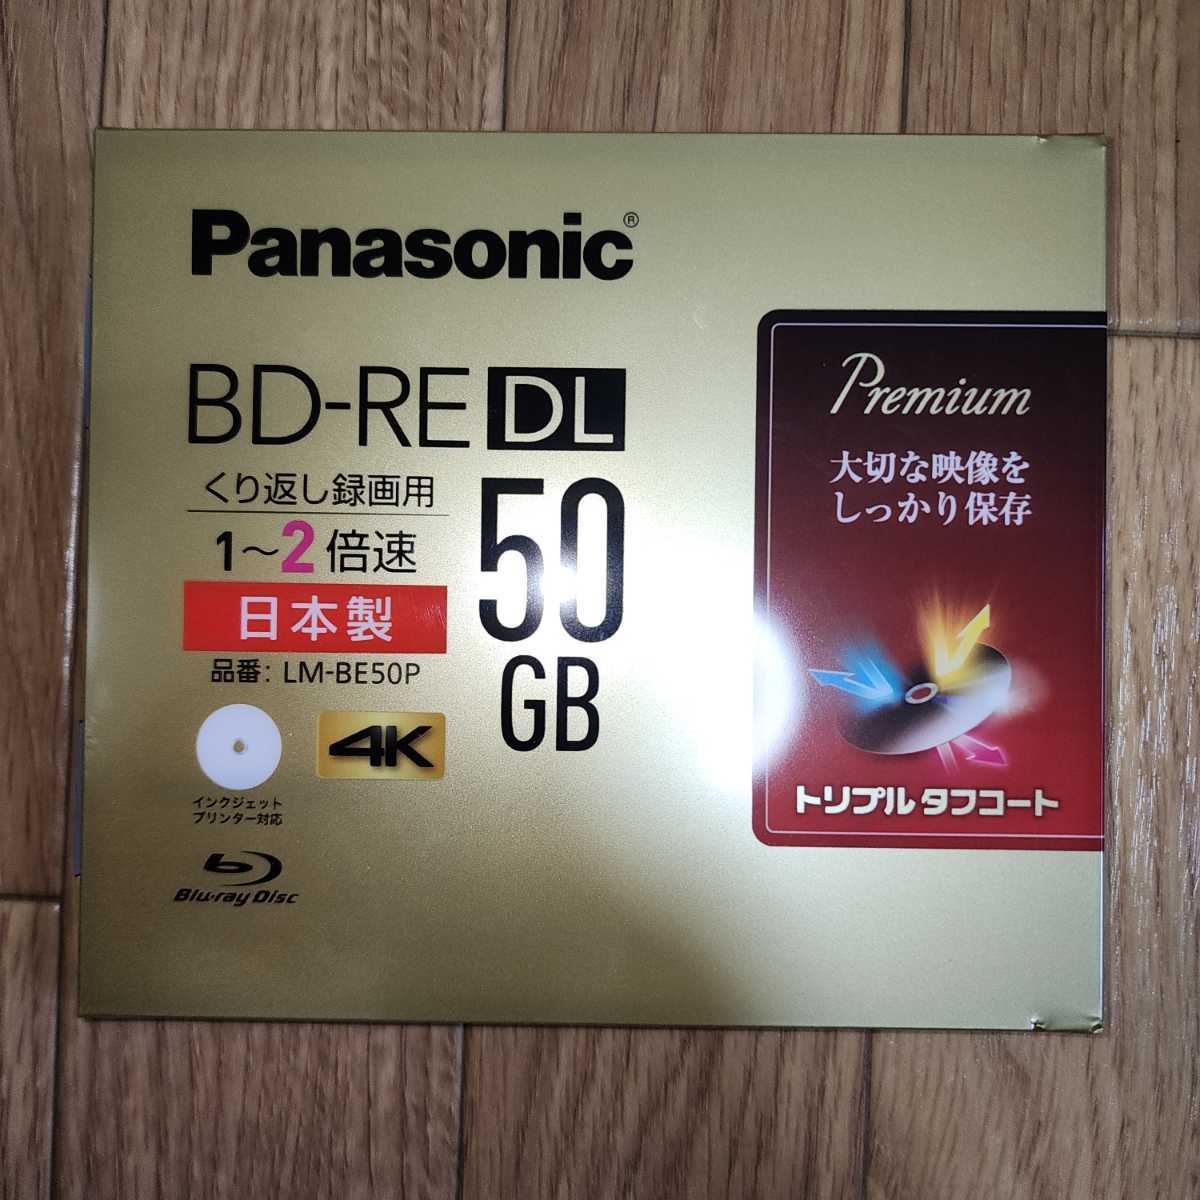 Panasonic®
BD-RE DL
くり返し録画用
1～2倍速
日本製
品番: LM-BE50P
50
GB
4K
インクジェット
プリンター対応
Blu-ray Disc
Premium
大切な映像を
しっかり保存
トリプル タフコート